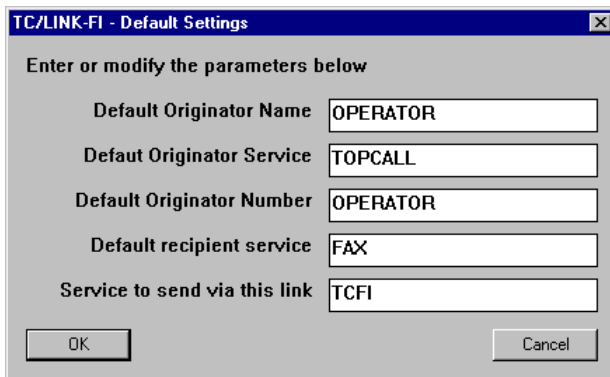 TC/LINK-FI - Default Settings
Enter or modify the parameters below
Default Originator Name OPERATOR
Defaut Originator Service TOPCALL
Default Originator Number OPERATOR
Default recipient service FAX
Service to send via this link TCFI
OK Cancel